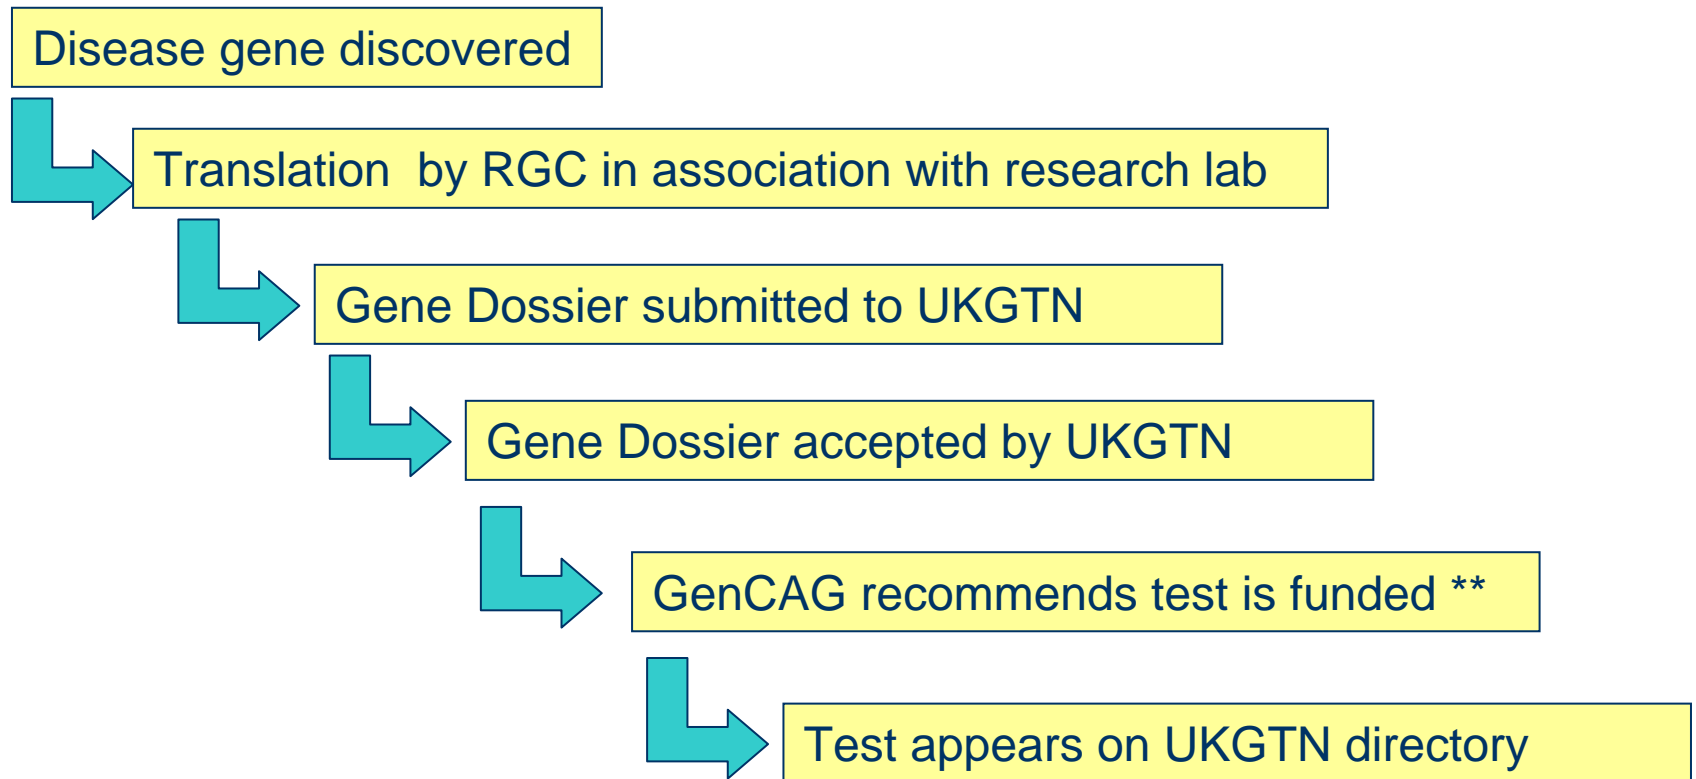 Disease gene discovered
Translation by RGC in association with research lab
Gene Dossier submitted to UKGTN
Gene Dossier accepted by UKGTN
GenCAG recommends test is funded **
Test appears on UKGTN directory